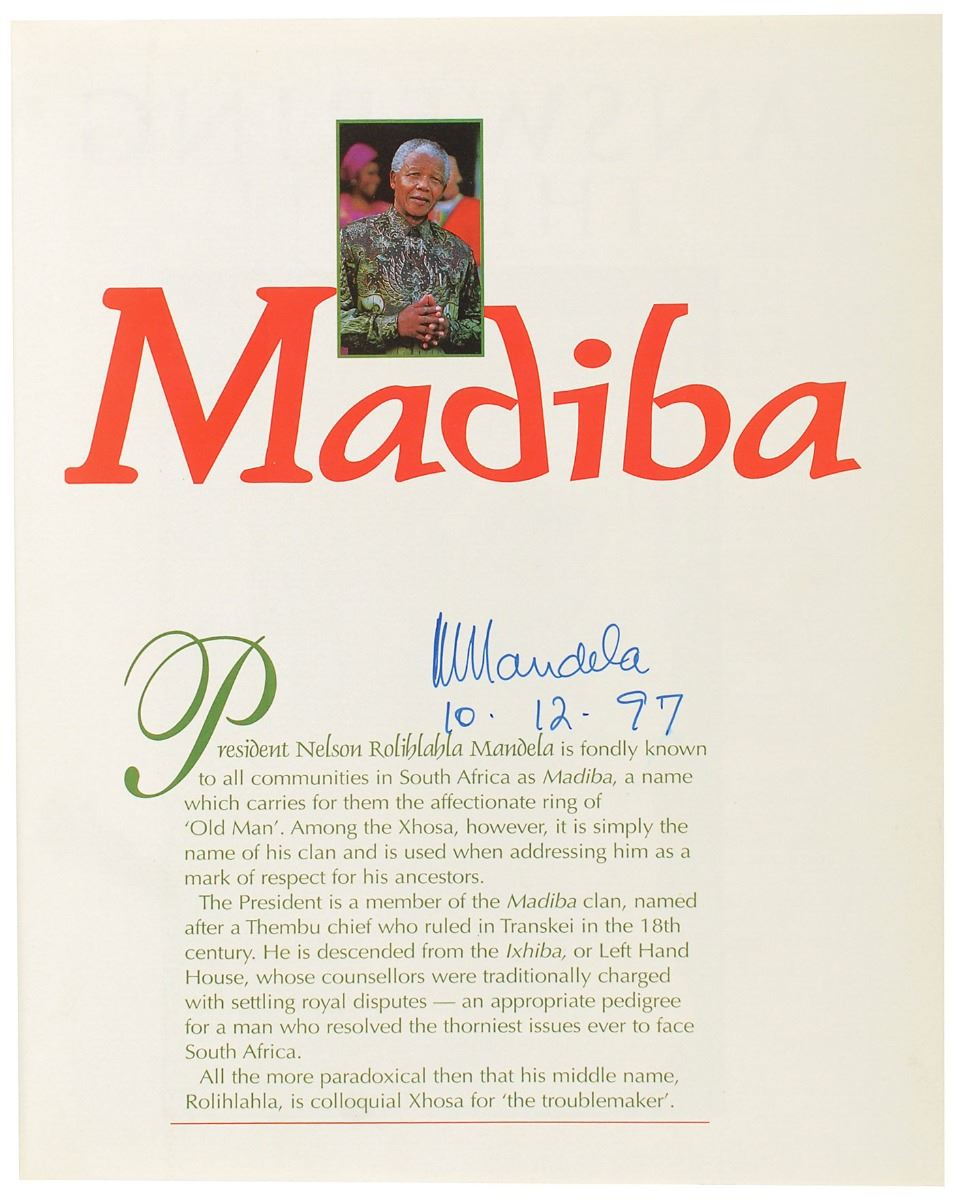 Madiba
NMandela
10. 12. 97
President Nelson Rolihlahla Mandela is fondly known
to all communities in South Africa as Madiba, a name
which carries for them the affectionate ring of
‘Old Man’. Among the Xhosa, however, it is simply the
name of his clan and is used when addressing him as a
mark of respect for his ancestors.
The President is a member of the Madiba clan, named
after a Thembu chief who ruled in Transkei in the 18th
century. He is descended from the Ixhiba, or Left Hand
House, whose counsellors were traditionally charged
with settling royal disputes — an appropriate pedigree
for a man who resolved the thorniest issues ever to face
South Africa.
All the more paradoxical then that his middle name,
Rolihlahla, is colloquial Xhosa for ‘the troublemaker’.